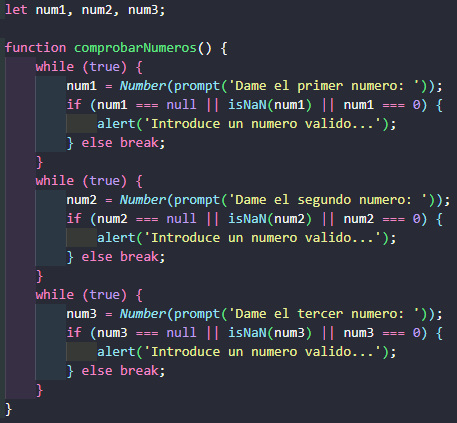 let num1, num2, num3;
function comprobarNumeros() {
while (true) {
num1 = Number(prompt('Dame el primer numero: '));
if (num1 === null || isNaN(num1) || num1 === 0) {
alert('Introduce un numero valido...');
} else break;
}
while (true) {
num2 = Number(prompt('Dame el segundo numero: '));
if (num2 === null || isNaN(num2) || num2 === 0) {
alert('Introduce un numero valido...');
} else break;
}
while (true) {
num3 = Number(prompt('Dame el tercer numero: '));
if (num3 === null || isNaN(num3) || num3 === 0) {
alert('Introduce un numero valido...');
} else break;
}
}